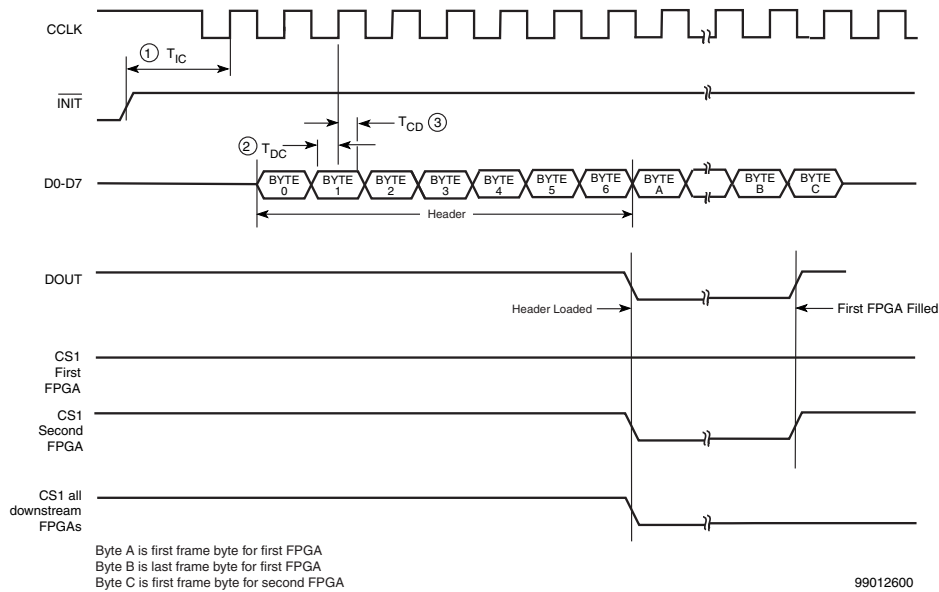 CCLK
① T_IC
INIT
T_CD ③
② T_DC
D0-D7
BYTE 0
BYTE 1
BYTE 2
BYTE 3
BYTE 4
BYTE 5
BYTE 6
BYTE A
BYTE B
BYTE C
Header
DOUT
Header Loaded
First FPGA Filled
CS1
First
FPGA
CS1
Second
FPGA
CS1 all
downstream
FPGAs
Byte A is first frame byte for first FPGA
Byte B is last frame byte for first FPGA
Byte C is first frame byte for second FPGA
99012600